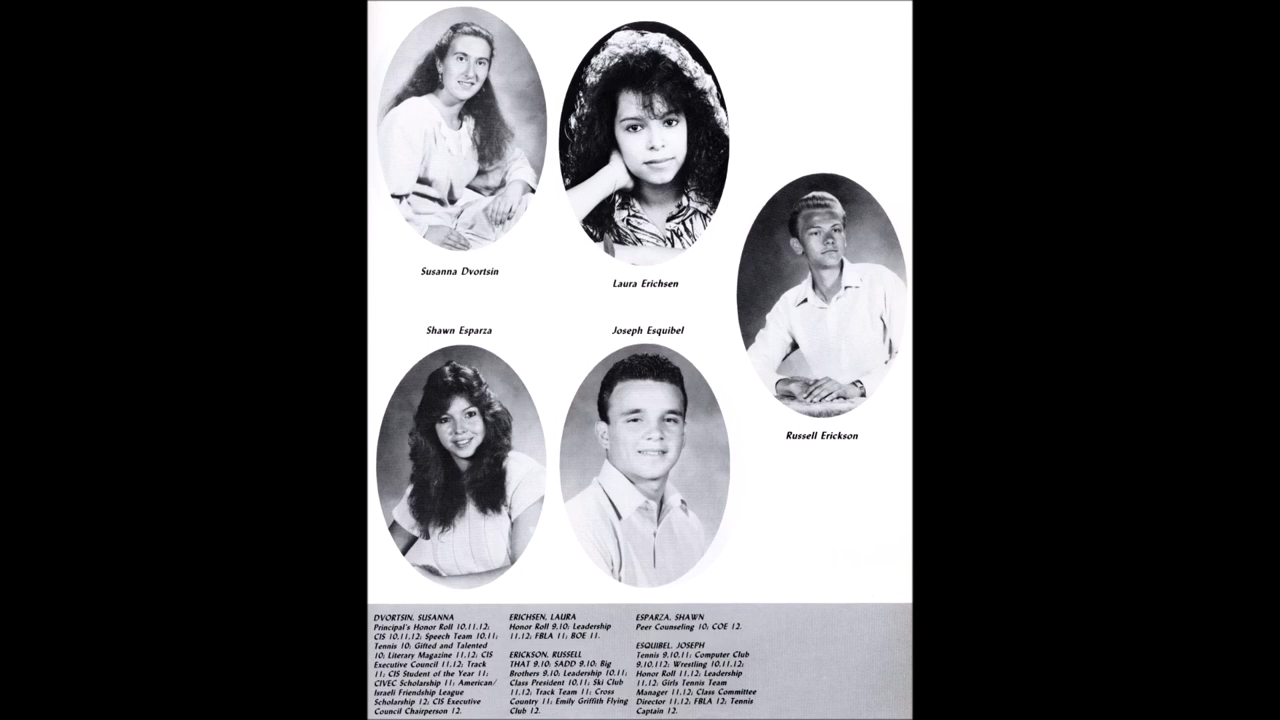 Susanna Dvortsin
Laura Erichsen
Shawn Esparza
Joseph Esquibel
Russell Erickson
DVORTSIN, SUSANNA
Principal's Honor Roll 10,11,12;
CIS 10,11,12; Speech Team 10,11;
Tennis 10; Gifted and Talented
10; Literary Magazine 11,12; CIS
Executive Council 11,12; Track
11; CIS Student of the Year 11;
CIVEC Scholarship 11; American/
Israeli Friendship League
Scholarship 12; CIS Executive
Council Chairperson 12.
ERICHSEN, LAURA
Honor Roll 9,10; Leadership
11,12; FBLA 11; BOE 11.
ERICKSON, RUSSELL
THAT 9,10; SADD 9,10; Big
Brothers 9,10; Leadership 10,11;
Class President 10,11; Ski Club
11,12; Track Team 11; Cross
Country 11; Emily Griffith Flying
Club 12.
ESPARZA, SHAWN
Peer Counseling 10; COE 12.
ESQUIBEL, JOSEPH
Tennis 9,10,11; Computer Club
9,10,112; Wrestling 10,11,12;
Honor Roll 11,12; Leadership
11,12; Girls Tennis Team
Manager 11,12; Class Committee
Director 11,12; FBLA 12; Tennis
Captain 12.